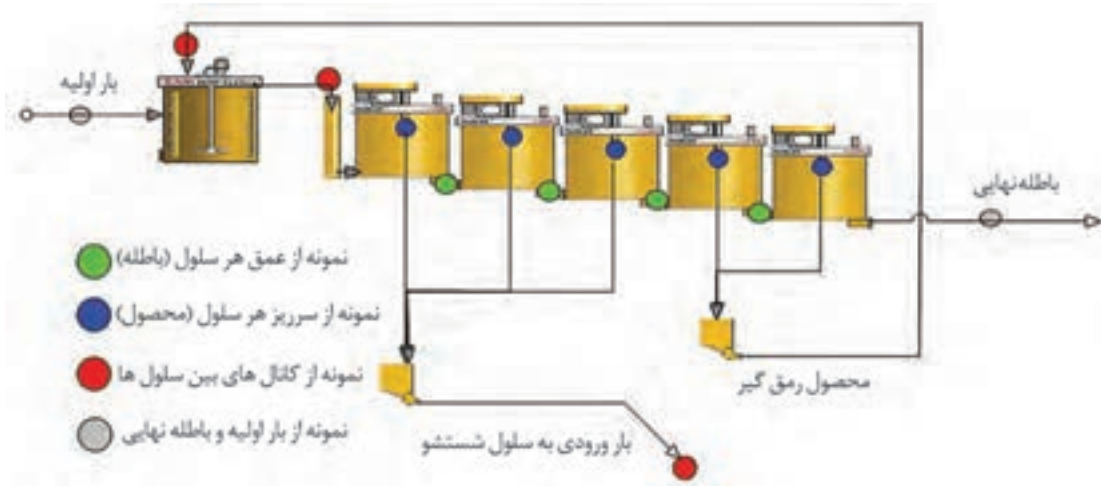 بار اولیه
باطله نهایی
نمونه از عمق هر سلول (باطله)
نمونه از سرریز هر سلول (محصول)
نمونه از کانال های بین سلول ها
نمونه از بار اولیه و باطله نهایی
محصول رمق گیر
بار ورودی به سلول شستشو